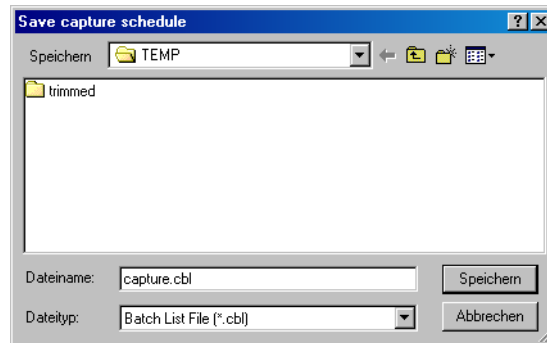 Save capture schedule
Speichern TEMP
trimmed
Dateiname: capture.cbl Speichern
Dateityp: Batch List File (*.cbl) Abbrechen